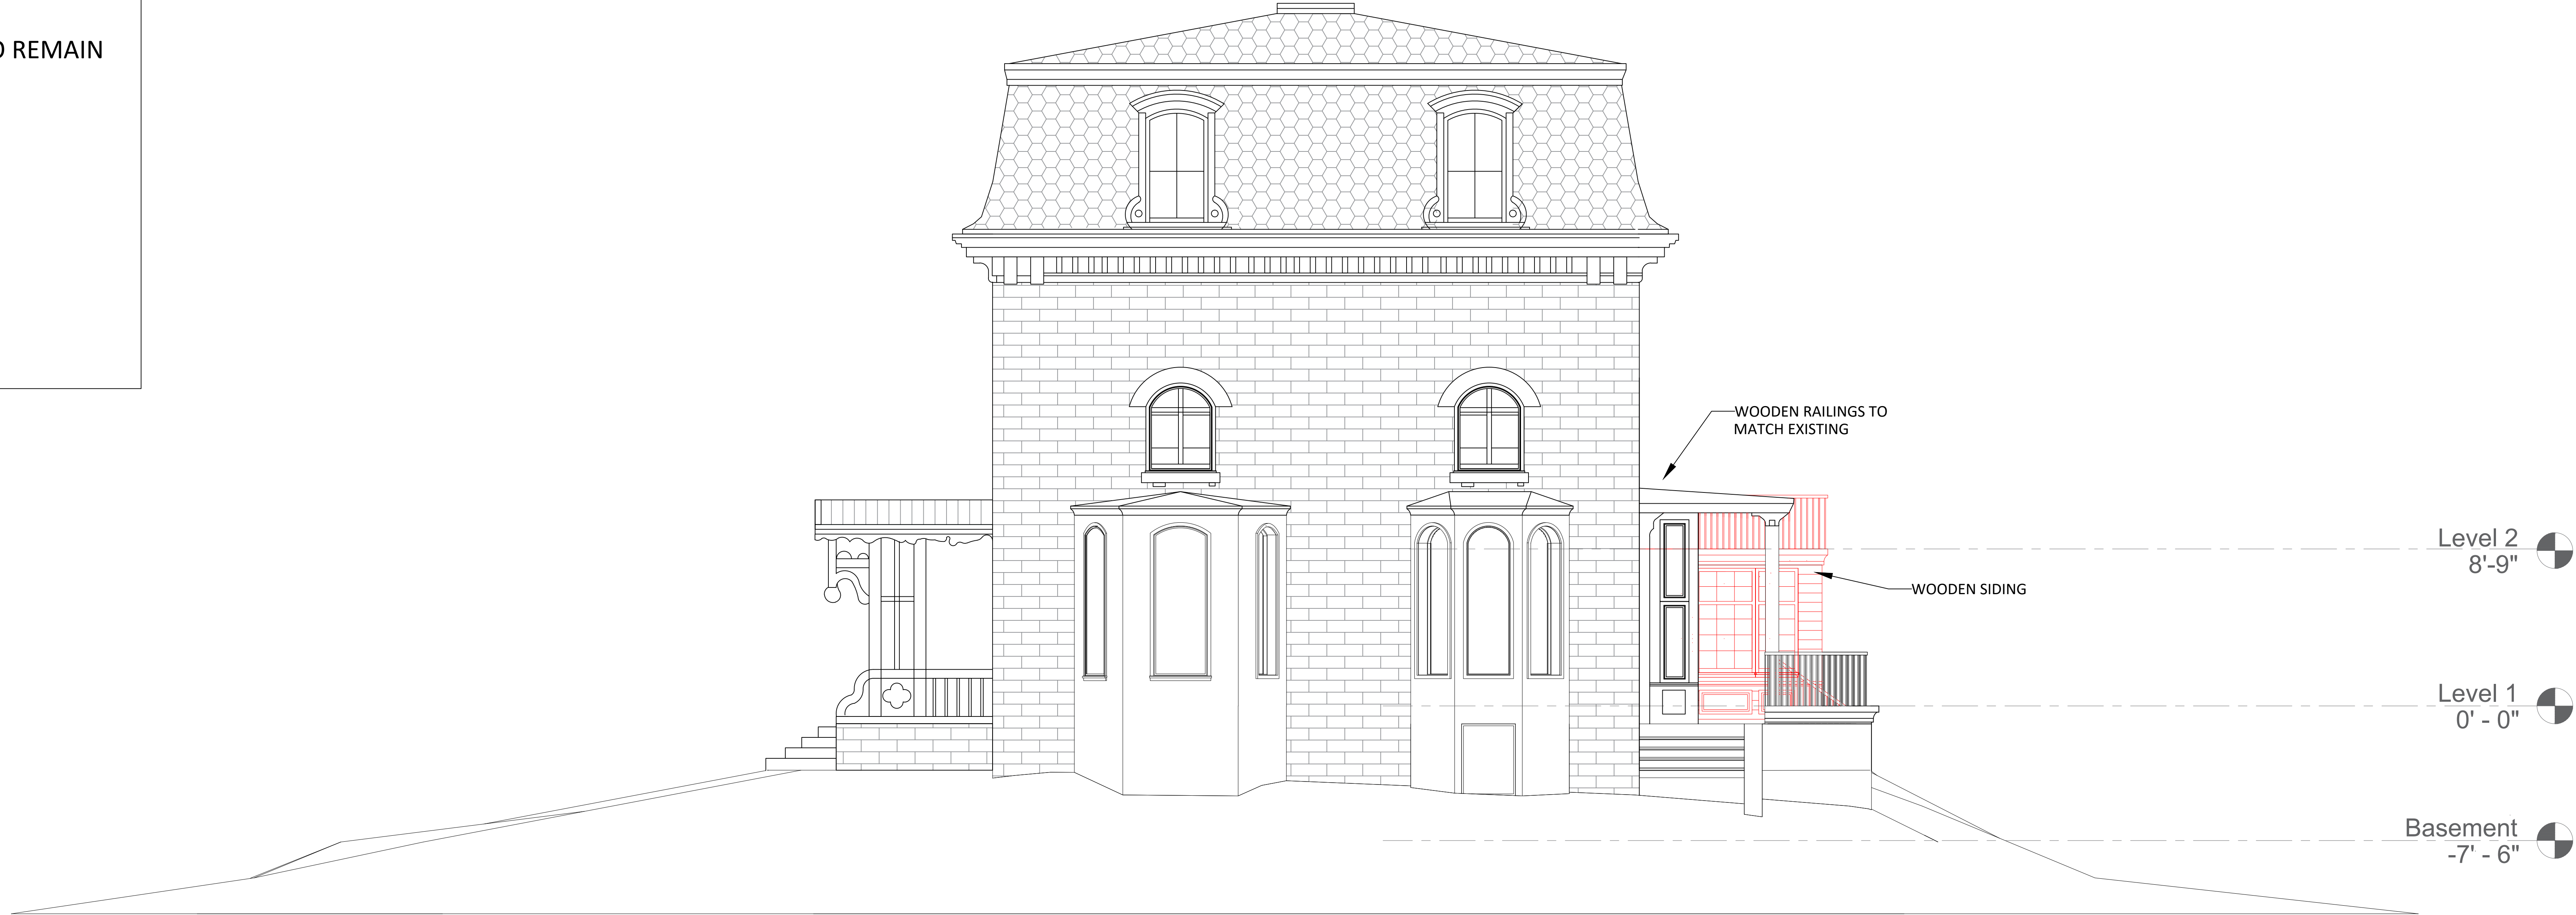 REMAIN
WOODEN RAILINGS TO
MATCH EXISTING
Level 2
8'-9"
WOODEN SIDING
Level 1
0' - 0"
Basement
-7' - 6"